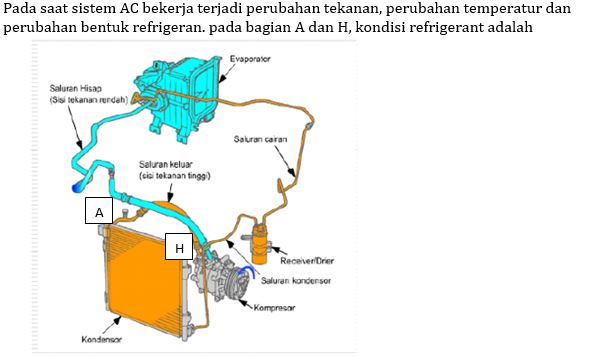 Pada saat sistem AC bekerja terjadi perubahan tekanan, perubahan temperatur dan
perubahan bentuk refrigeran. pada bagian A dan H, kondisi refrigerant adalah
Evaporator
Saluran Hisap
(Sisi tekanan rendah)
Saluran cairan
Saluran keluar
(sisi tekanan tinggi)
A
H
Receiver/Drier
Saluran kondensor
Kompresor
Kondensor